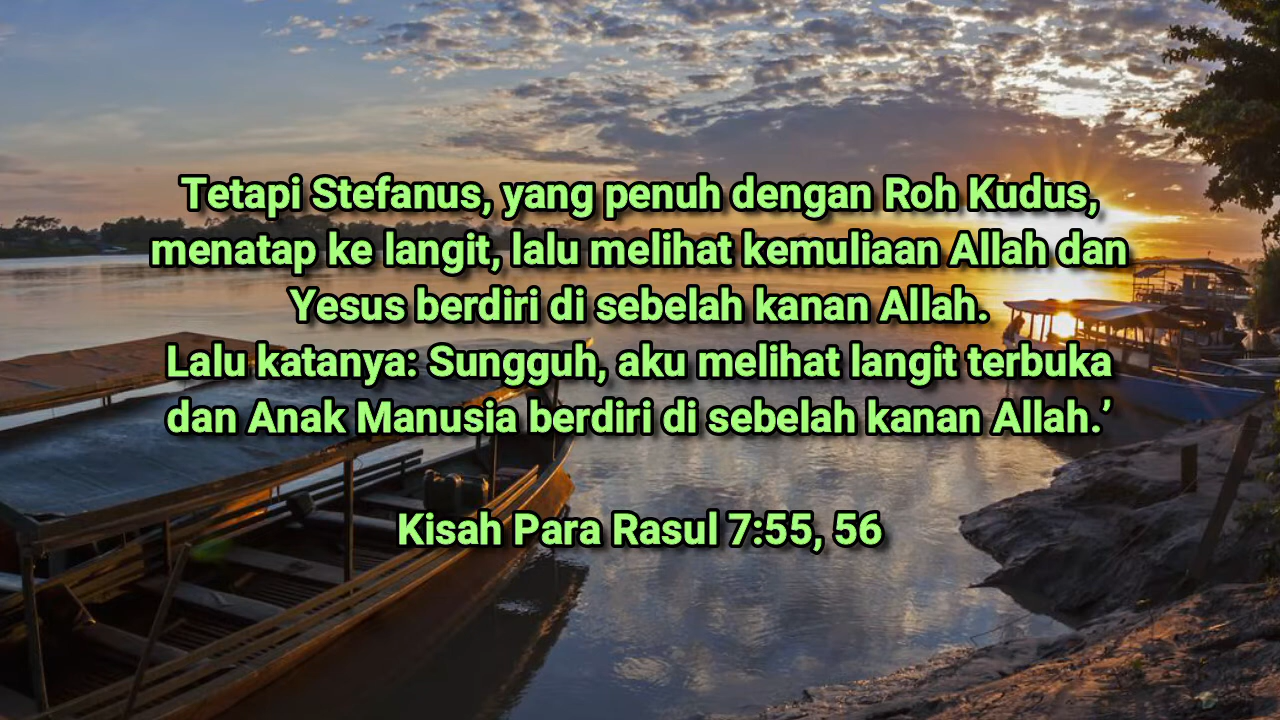 Tetapi Stefanus, yang penuh dengan Roh Kudus,
menatap ke langit, lalu melihat kemuliaan Allah dan
Yesus berdiri di sebelah kanan Allah.
Lalu katanya: Sungguh, aku melihat langit terbuka
dan Anak Manusia berdiri di sebelah kanan Allah.’
Kisah Para Rasul 7:55, 56